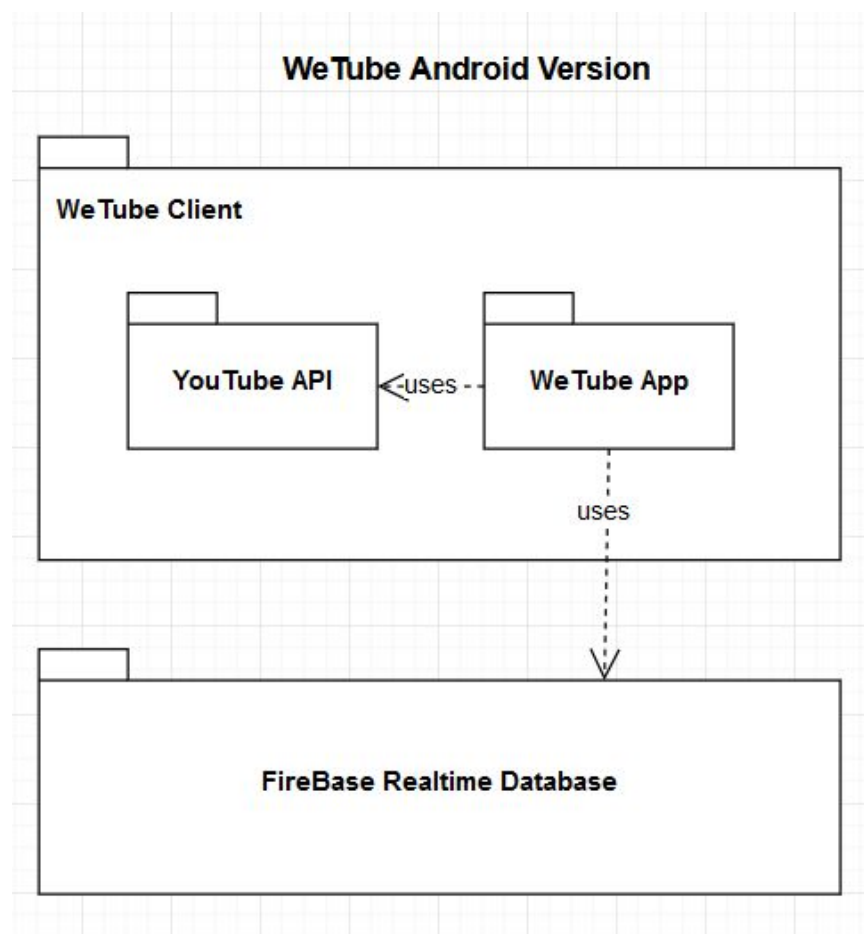 WeTube Android Version
WeTube Client
YouTube API
uses
WeTube App
uses
FireBase Realtime Database